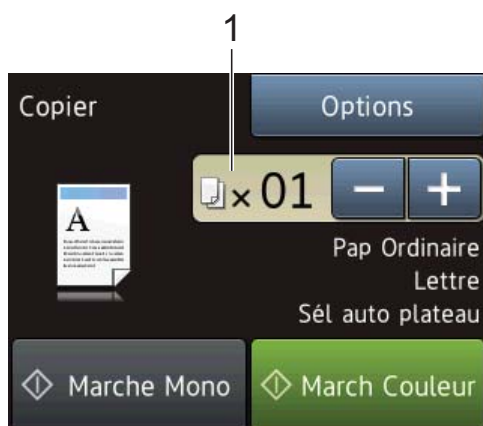 1
Copier
Options
× 01 − +
A
Pap Ordinaire
Lettre
Sél auto plateau
Marche Mono
March Couleur